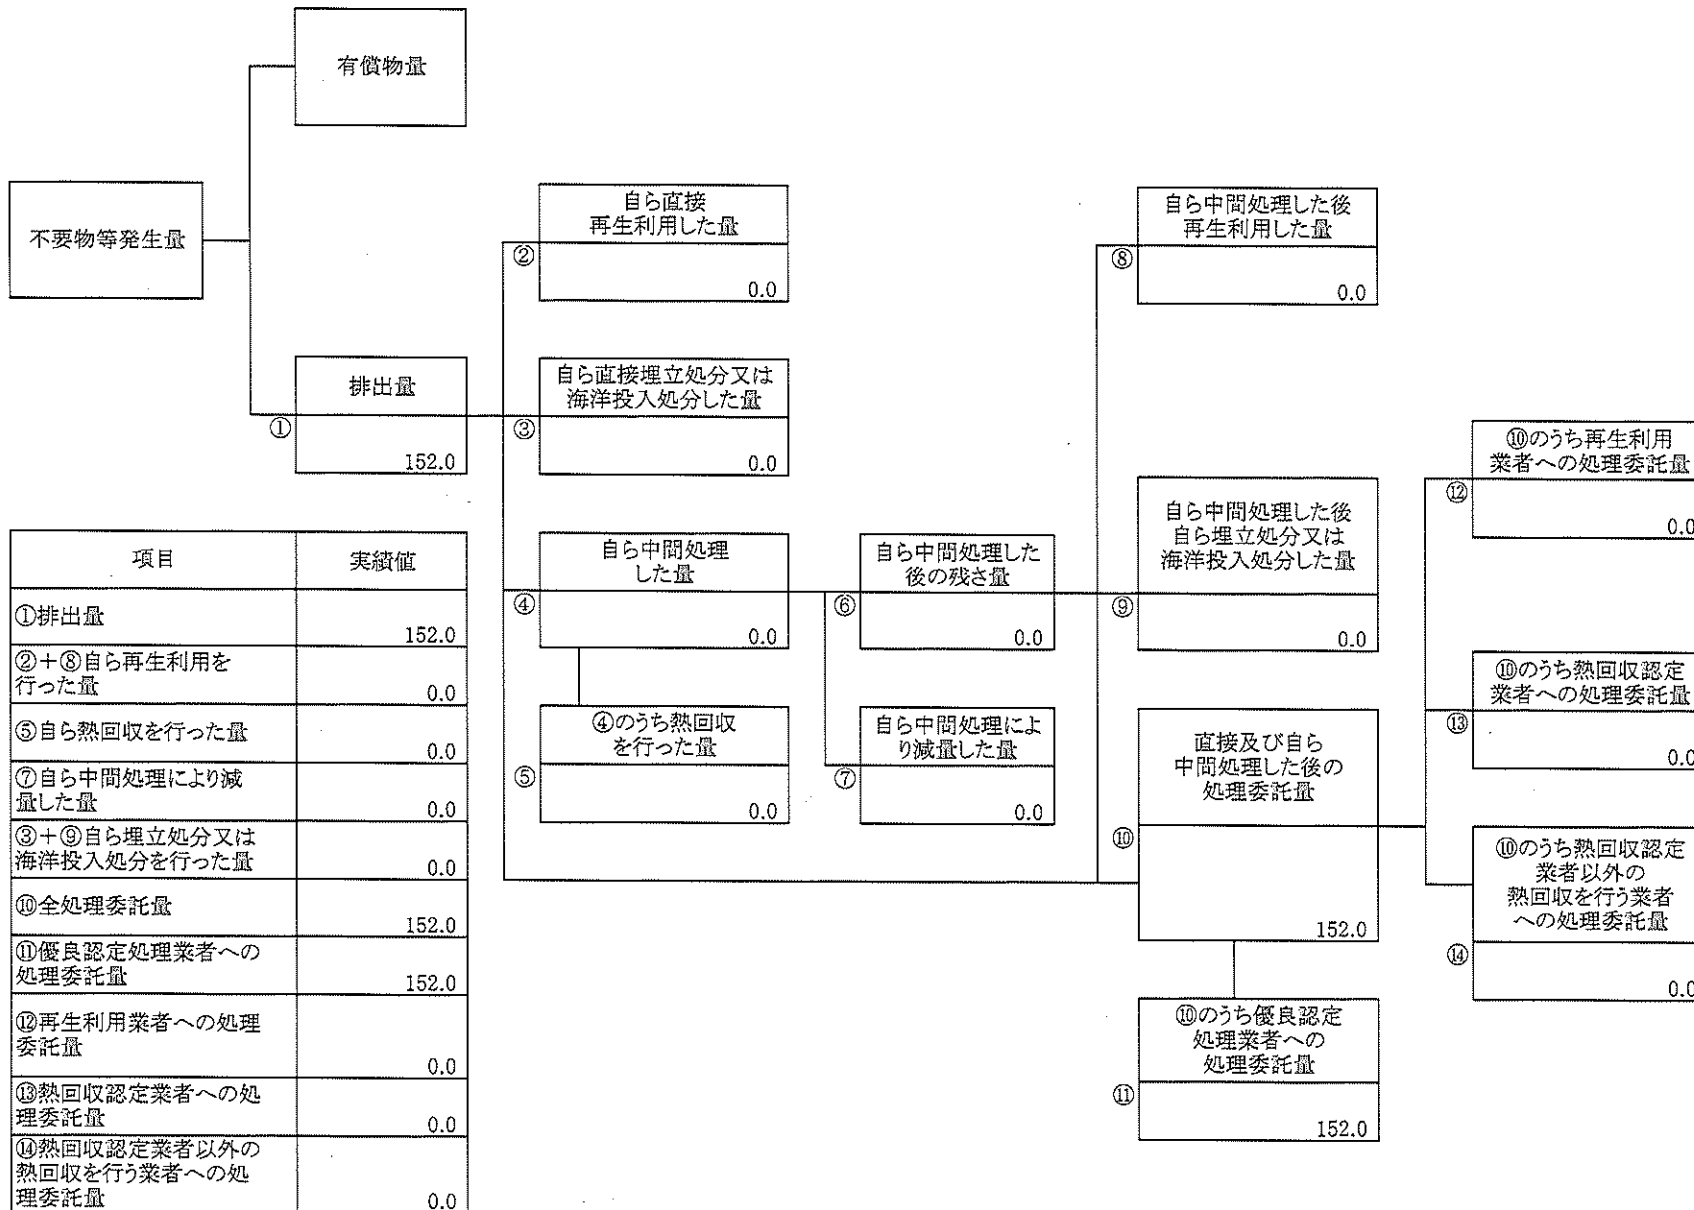 有償物量
不要物等発生量
自ら直接
再生利用した量
②
0.0
自ら中間処理した後
再生利用した量
⑧
0.0
排出量
①
152.0
自ら直接埋立処分又は
海洋投入処分した量
③
0.0
⑩のうち再生利用
業者への処理委託量
⑫
0.0
自ら中間処理
した量
④
0.0
自ら中間処理した
後の残さ量
⑥
0.0
自ら中間処理した後
自ら埋立処分又は
海洋投入処分した量
⑨
0.0
⑩のうち熱回収認定
業者への処理委託量
⑬
0.0
④のうち熱回収
を行った量
⑤
0.0
自ら中間処理によ
り減量した量
⑦
0.0
直接及び自ら
中間処理した後の
処理委託量
⑩
152.0
⑩のうち熱回収認定
業者以外の
熱回収を行う業者
への処理委託量
⑭
0.0
⑩のうち優良認定
処理業者への
処理委託量
⑪
152.0
項目 実績値
①排出量
152.0
②+⑧自ら再生利用を
行った量
0.0
⑤自ら熱回収を行った量
0.0
⑦自ら中間処理により減
量した量
0.0
③+⑨自ら埋立処分又は
海洋投入処分を行った量
0.0
⑩全処理委託量
152.0
⑪優良認定処理業者への
処理委託量
152.0
⑫再生利用業者への処理
委託量
0.0
⑬熱回収認定業者への処
理委託量
0.0
⑭熱回収認定業者以外の
熱回収を行う業者への処
理委託量
0.0